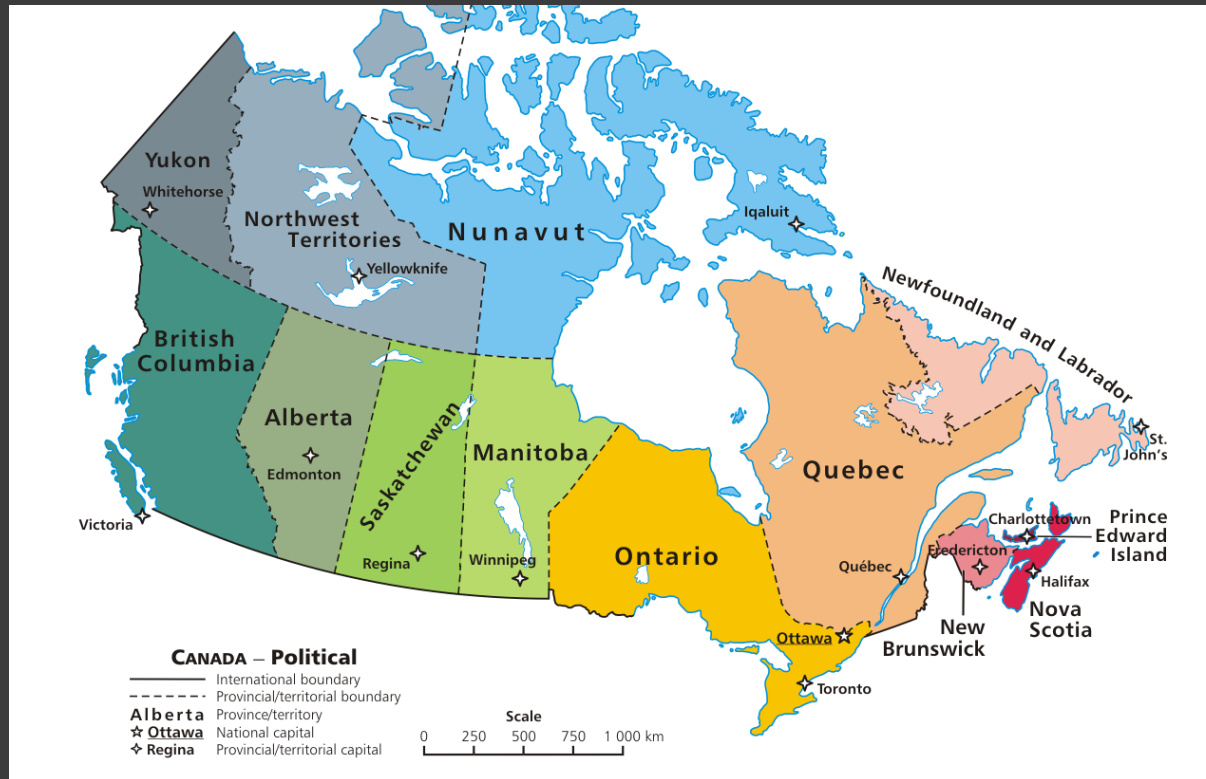 Yukon
Whitehorse
Northwest
Territories
Yellowknife
Nunavut
Iqaluit
British
Columbia
Victoria
Alberta
Edmonton
Saskatchewan
Regina
Manitoba
Winnipeg
Ontario
Ottawa
Toronto
Quebec
Québec
Newfoundland and Labrador
St.
John's
Charlottetown
Prince
Edward
Island
Fredericton
Halifax
Nova
Scotia
New
Brunswick
CANADA – Political
International boundary
Provincial/territorial boundary
Alberta Province/territory
Ottawa National capital
Regina Provincial/territorial capital
Scale
0 250 500 750 1 000 km